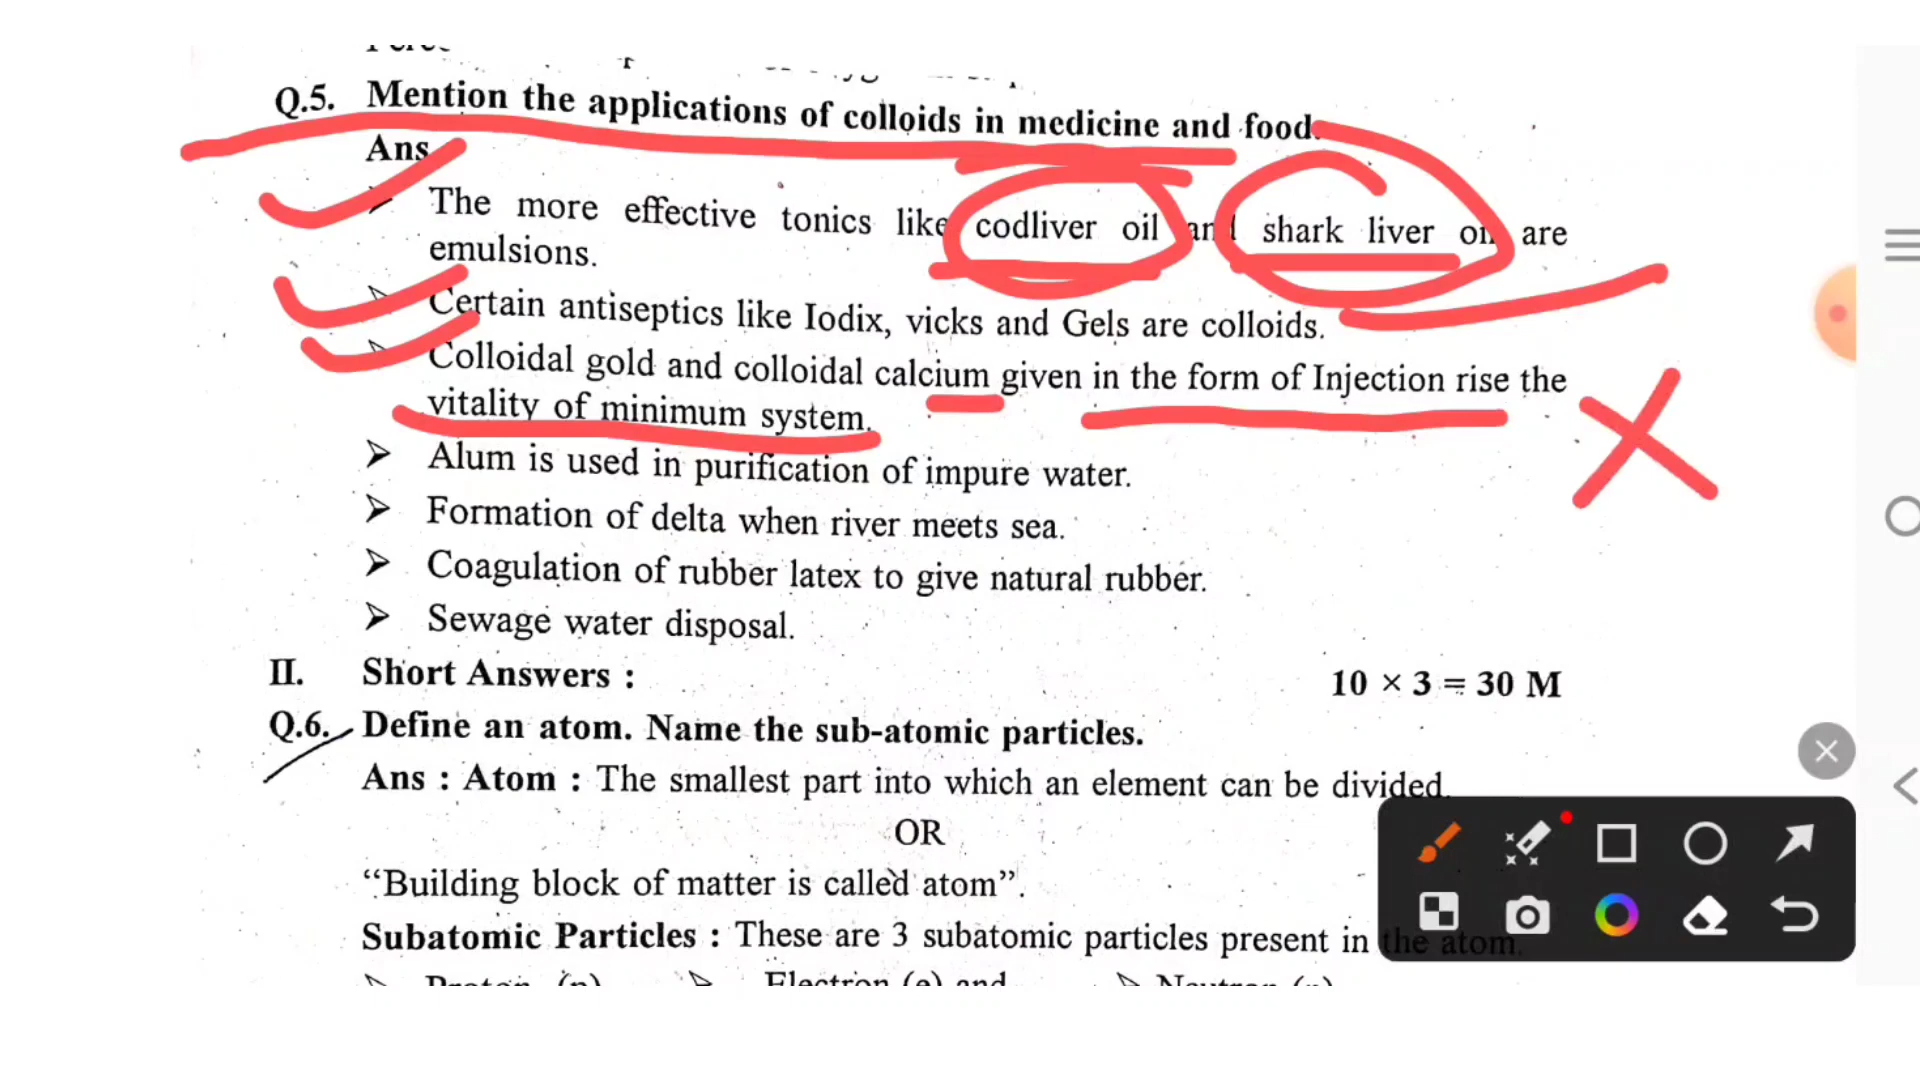 Q.5. Mention the applications of colloids in medicine and food.
Ans
The more effective tonics like codliver oil and shark liver oil are
emulsions.
Certain antiseptics like Iodix, vicks and Gels are colloids.
Colloidal gold and colloidal calcium given in the form of Injection rise the
vitality of minimum system.
Alum is used in purification of impure water.
Formation of delta when river meets sea.
Coagulation of rubber latex to give natural rubber.
Sewage water disposal.
II. Short Answers : 10 × 3 = 30 M
Q.6. Define an atom. Name the sub-atomic particles.
Ans : Atom : The smallest part into which an element can be divided.
OR
“Building block of matter is called atom”.
Subatomic Particles : These are 3 subatomic particles present in the atom.
Proton (p) Electron (e) and Neutron (n)